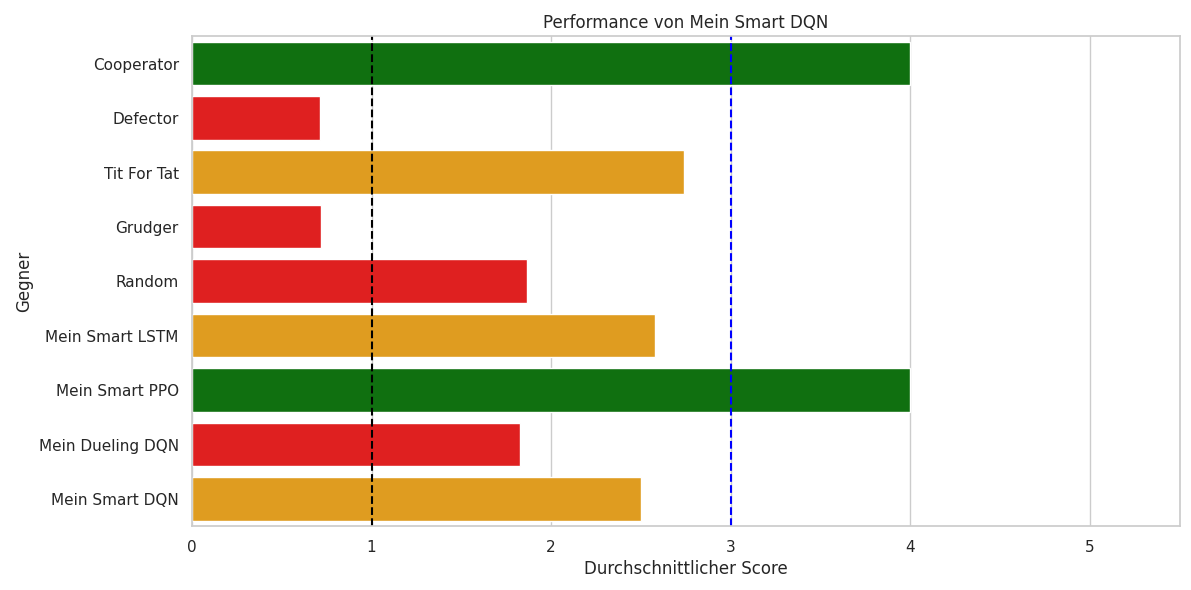 Performance von Mein Smart DQN
Gegner
Cooperator
Defector
Tit For Tat
Grudger
Random
Mein Smart LSTM
Mein Smart PPO
Mein Dueling DQN
Mein Smart DQN
0 1 2 3 4 5
Durchschnittlicher Score